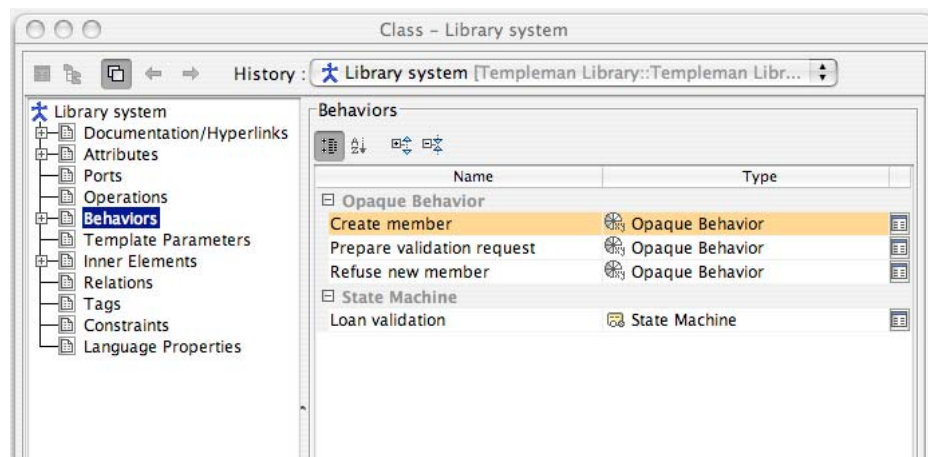 Class – Library system
History : Library system [Templeman Library::Templeman Libr...
Library system
Documentation/Hyperlinks
Attributes
Ports
Operations
Behaviors
Template Parameters
Inner Elements
Relations
Tags
Constraints
Language Properties
Behaviors
Name Type
Opaque Behavior
Create member Opaque Behavior
Prepare validation request Opaque Behavior
Refuse new member Opaque Behavior
State Machine
Loan validation State Machine